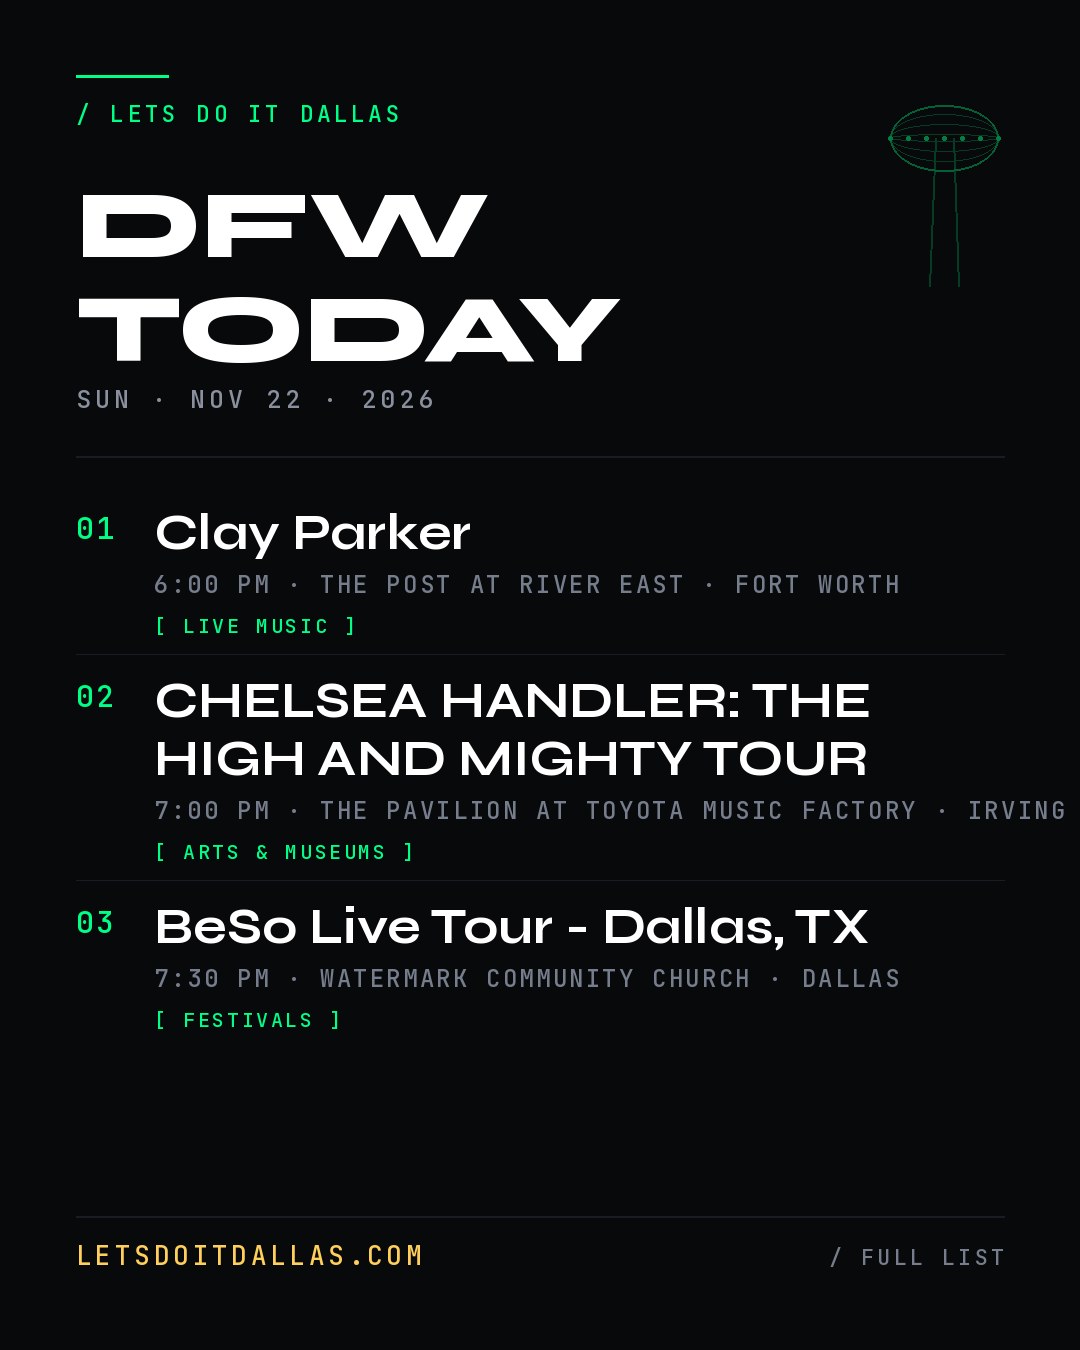 / LETS DO IT DALLAS
DFW
TODAY
SUN · NOV 22 · 2026
01
Clay Parker
6:00 PM · THE POST AT RIVER EAST · FORT WORTH
[ LIVE MUSIC ]
02
CHELSEA HANDLER: THE
HIGH AND MIGHTY TOUR
7:00 PM · THE PAVILION AT TOYOTA MUSIC FACTORY · IRVING
[ ARTS & MUSEUMS ]
03
BeSo Live Tour - Dallas, TX
7:30 PM · WATERMARK COMMUNITY CHURCH · DALLAS
[ FESTIVALS ]
LETSDOITDALLAS.COM
/ FULL LIST